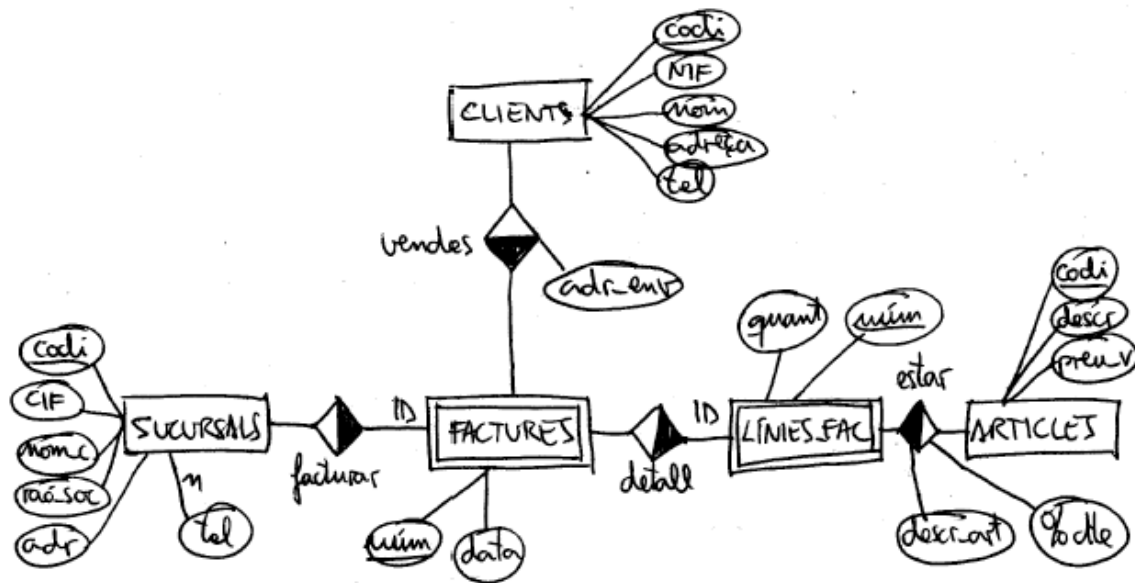 codi
NIF
nom
adreça
tel
CLIENTS
vendes
adr_env
codi
CIF
nom_c
raó_soc
adr
tel
n
SUCURSALS
facturar
ID
FACTURES
núm
data
detall
ID
LÍNIES_FAC
quant
núm
estar
descr_art
%dte
ARTICLES
codi
descr
preu_v